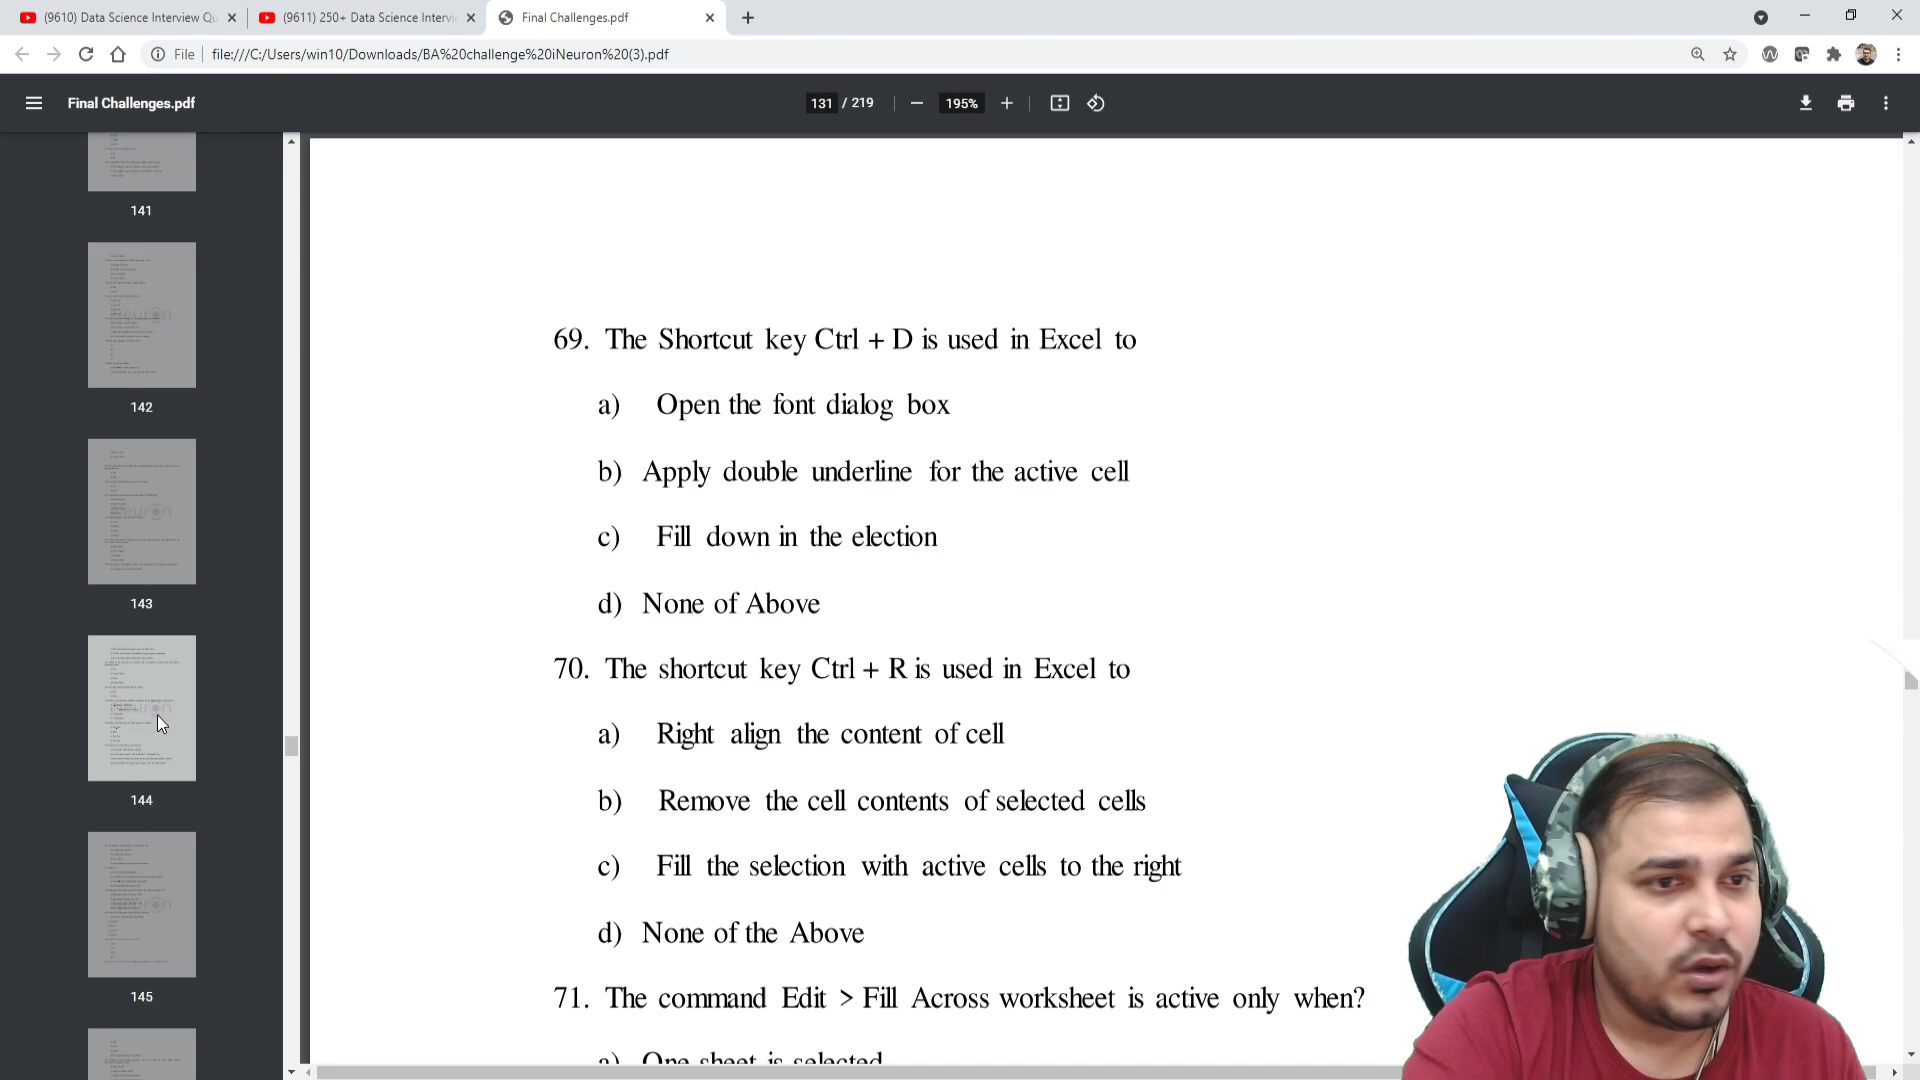 (9610) Data Science Interview Qu
(9611) 250+ Data Science Intervi
Final Challenges.pdf
File
file:///C:/Users/win10/Downloads/BA%20challenge%20iNeuron%20(3).pdf
Final Challenges.pdf
131 / 219
195%
141
142
143
144
145
69. The Shortcut key Ctrl + D is used in Excel to
a) Open the font dialog box
b) Apply double underline for the active cell
c) Fill down in the election
d) None of Above
70. The shortcut key Ctrl + R is used in Excel to
a) Right align the content of cell
b) Remove the cell contents of selected cells
c) Fill the selection with active cells to the right
d) None of the Above
71. The command Edit > Fill Across worksheet is active only when?
a) One sheet is selected